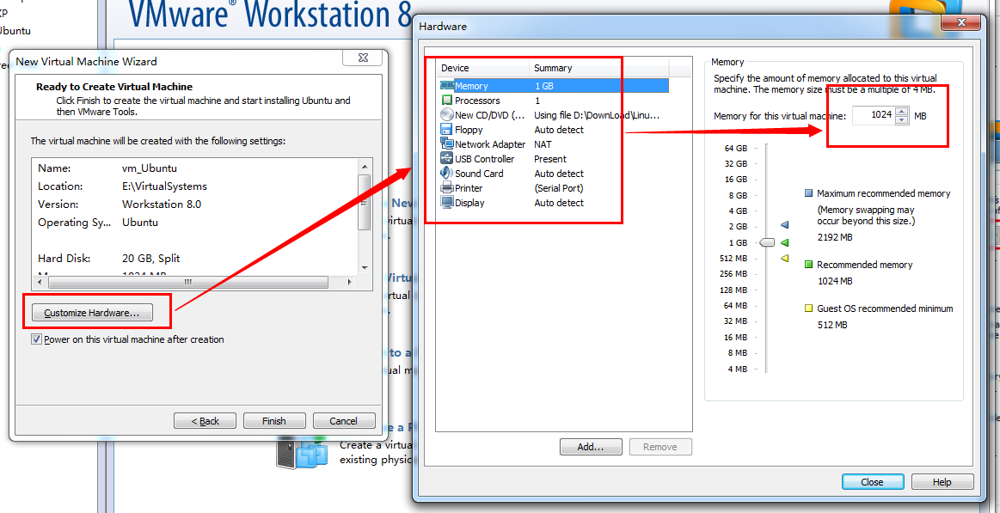 XP
Ubuntu
VMware® Workstation 8
New Virtual Machine Wizard
Ready to Create Virtual Machine
Click Finish to create the virtual machine and start installing Ubuntu and
then VMware Tools.
The virtual machine will be created with the following settings:
Name: vm_Ubuntu
Location: E:\VirtualSystems
Version: Workstation 8.0
Operating Sy... Ubuntu
Hard Disk: 20 GB, Split
1024 MB
Customize Hardware...
Power on this virtual machine after creation
< Back
Finish
Cancel
Create a virtua
existing physic
Hardware
Device Summary
Memory 1 GB
Processors 1
New CD/DVD (... Using file D:\DownLoad\Linu...
Floppy Auto detect
Network Adapter NAT
USB Controller Present
Sound Card Auto detect
Printer (Serial Port)
Display Auto detect
Add...
Remove
Memory
Specify the amount of memory allocated to this virtual
machine. The memory size must be a multiple of 4 MB.
Memory for this virtual machine: 1024 MB
64 GB
32 GB
16 GB
8 GB
4 GB
2 GB
1 GB
512 MB
256 MB
128 MB
64 MB
32 MB
16 MB
8 MB
4 MB
Maximum recommended memory
(Memory swapping may
occur beyond this size.)
2192 MB
Recommended memory
1024 MB
Guest OS recommended minimum
512 MB
Close
Help